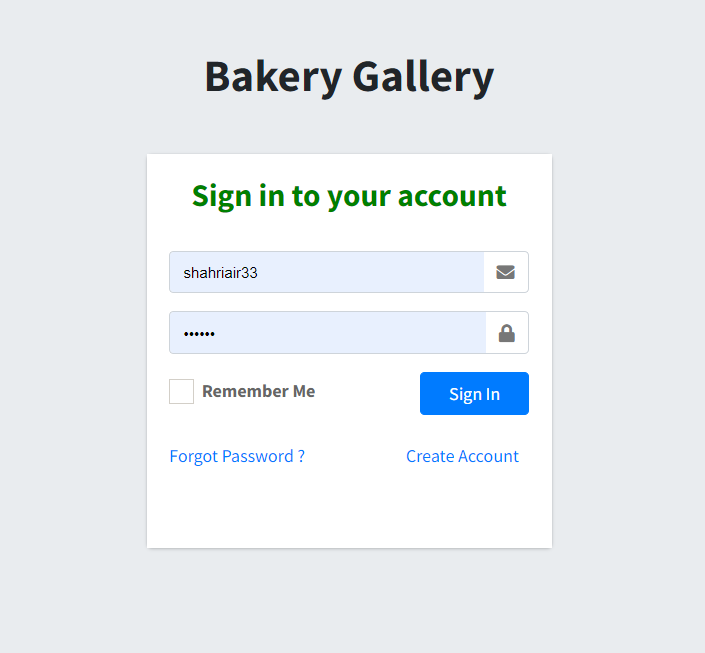 Bakery Gallery
Sign in to your account
shahriair33
••••••
Remember Me
Sign In
Forgot Password ?
Create Account